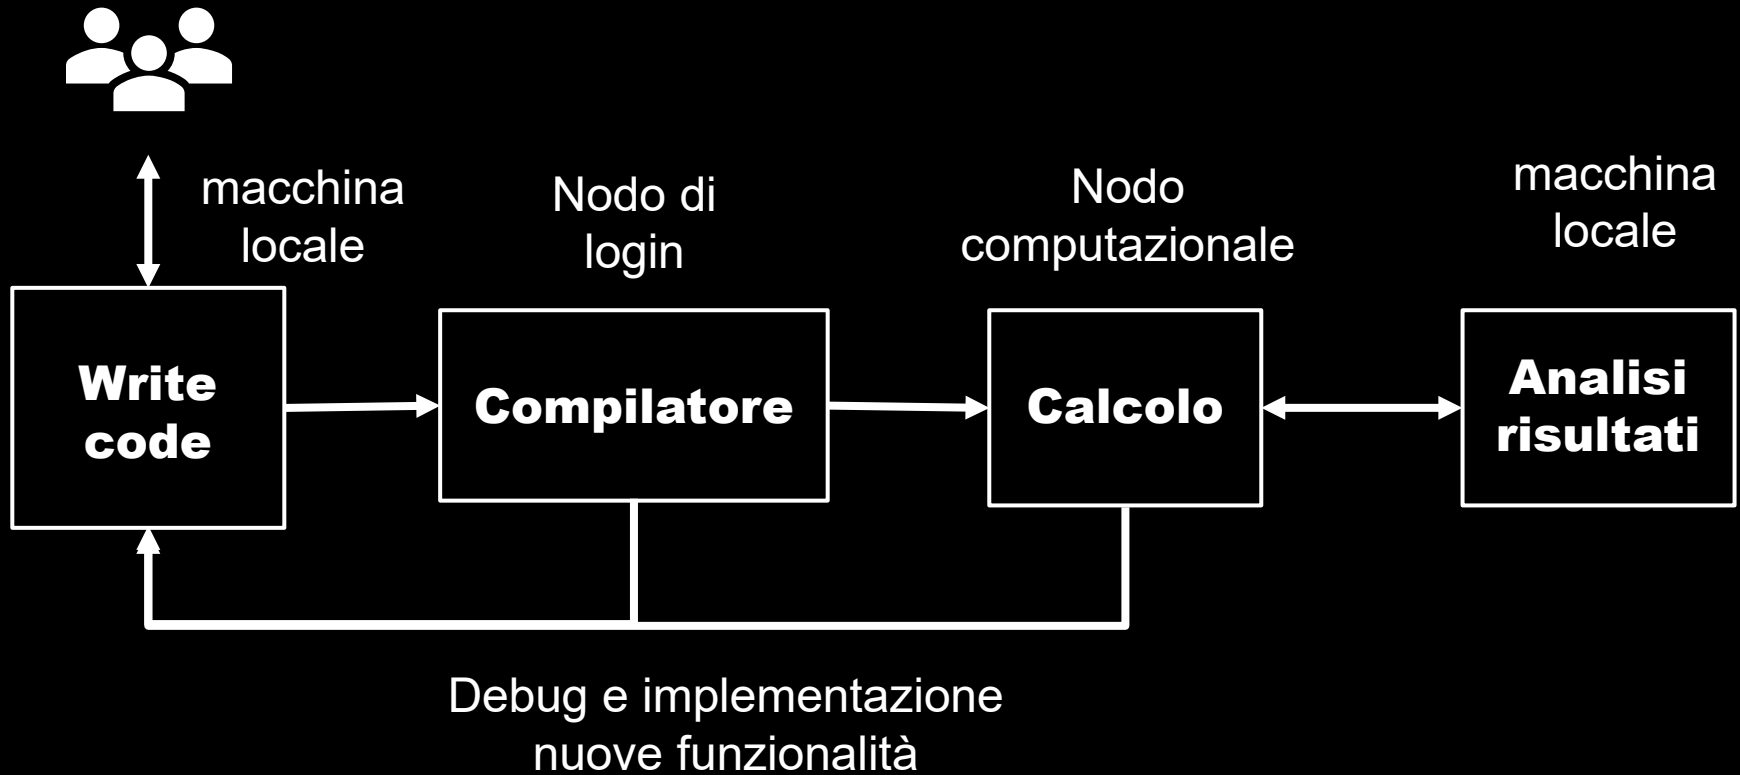 macchina
locale
Nodo di
login
Nodo
computazionale
macchina
locale
Write
code
Compilatore
Calcolo
Analisi
risultati
Debug e implementazione
nuove funzionalità